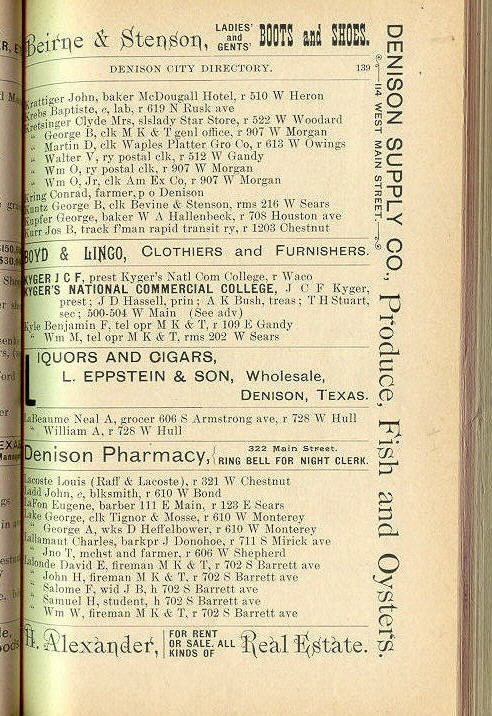 Beirne & Stenson, LADIES' and GENTS' BOOTS and SHOES.
DENISON CITY DIRECTORY. 139
Krattiger John, baker McDougall Hotel, r 510 W Heron
Krebs Baptiste, c, lab, r 619 N Rusk ave
Kretsinger Clyde Mrs, slslady Star Store, r 522 W Woodard
" George B, clk M K & T genl office, r 907 W Morgan
" Martin D, clk Waples Platter Gro Co, r 613 W Owings
" Walter V, ry postal clk, r 512 W Gandy
" Wm O, ry postal clk, r 907 W Morgan
" Wm O, Jr, clk Am Ex Co, r 907 W Morgan
Kring Conrad, farmer, p o Denison
Kuntz George B, clk Bevine & Stenson, rms 216 W Sears
Kupfer George, baker W A Hallenbeck, r 708 Houston ave
Kurr Jos B, track f'man rapid transit ry, r 1203 Chestnut
BOYD & LINGO, CLOTHIERS and FURNISHERS.
KYGER J C F, prest Kyger's Natl Com College, r Waco
KYGER'S NATIONAL COMMERCIAL COLLEGE, J C F Kyger,
prest; J D Hassell, prin; A K Bush, treas; T H Stuart,
sec; 500-504 W Main (See adv)
Kyle Benjamin F, tel opr M K & T, r 109 E Gandy
" Wm M, tel opr M K & T, rms 202 W Sears
LIQUORS AND CIGARS,
L. EPPSTEIN & SON, Wholesale,
DENISON, TEXAS.
LaBeaume Neal A, grocer 606 S Armstrong ave, r 728 W Hull
" William A, r 728 W Hull
Denison Pharmacy, 322 Main Street. RING BELL FOR NIGHT CLERK.
Lacoste Louis (Raff & Lacoste), r 321 W Chestnut
Ladd John, c, blksmith, r 610 W Bond
LaFon Eugene, barber 111 E Main, r 123 E Sears
Lake George, clk Tignor & Mosse, r 610 W Monterey
" George A, wks D Heffelbower, r 610 W Monterey
Lallamant Charles, barkpr J Donohoe, r 711 S Mirick ave
" Jno T, mchst and farmer, r 606 W Shepherd
Lalonde David E, fireman M K & T, r 702 S Barrett ave
" John H, fireman M K & T, r 702 S Barrett ave
" Salome F, wid J B, h 702 S Barrett ave
" Samuel H, student, h 702 S Barrett ave
" Wm W, fireman M K & T, r 702 S Barrett ave
H. Alexander, FOR RENT OR SALE, ALL KINDS OF Real Estate.
DENISON SUPPLY CO., Produce, Fish and Oysters.
114 WEST MAIN STREET.